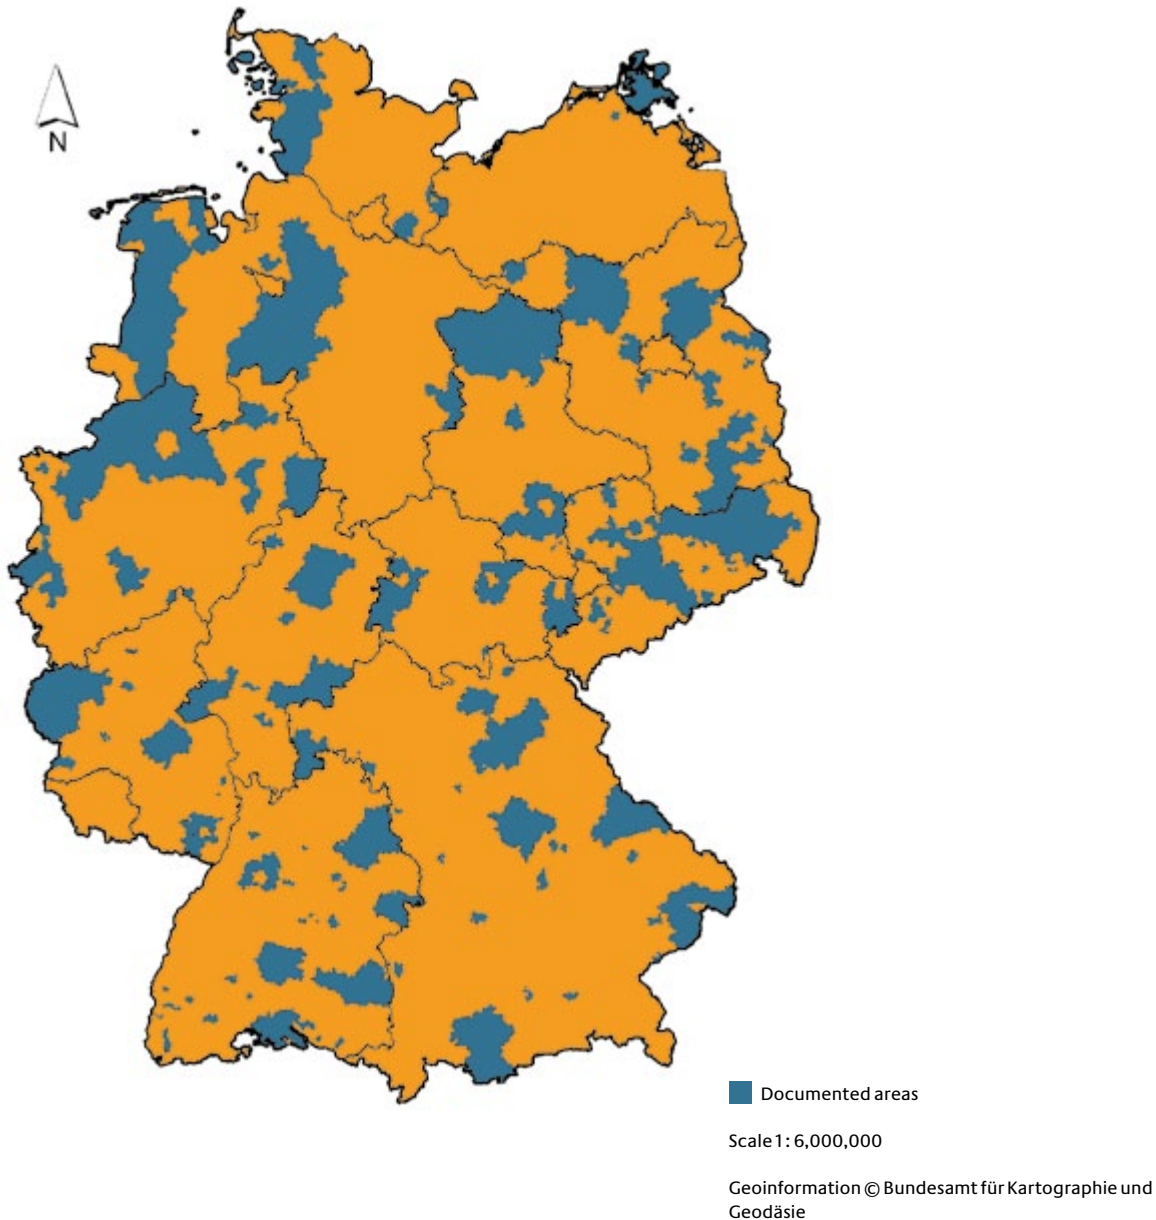 N
Documented areas
Scale 1: 6,000,000
Geoinformation © Bundesamt für Kartographie und
Geodäsie